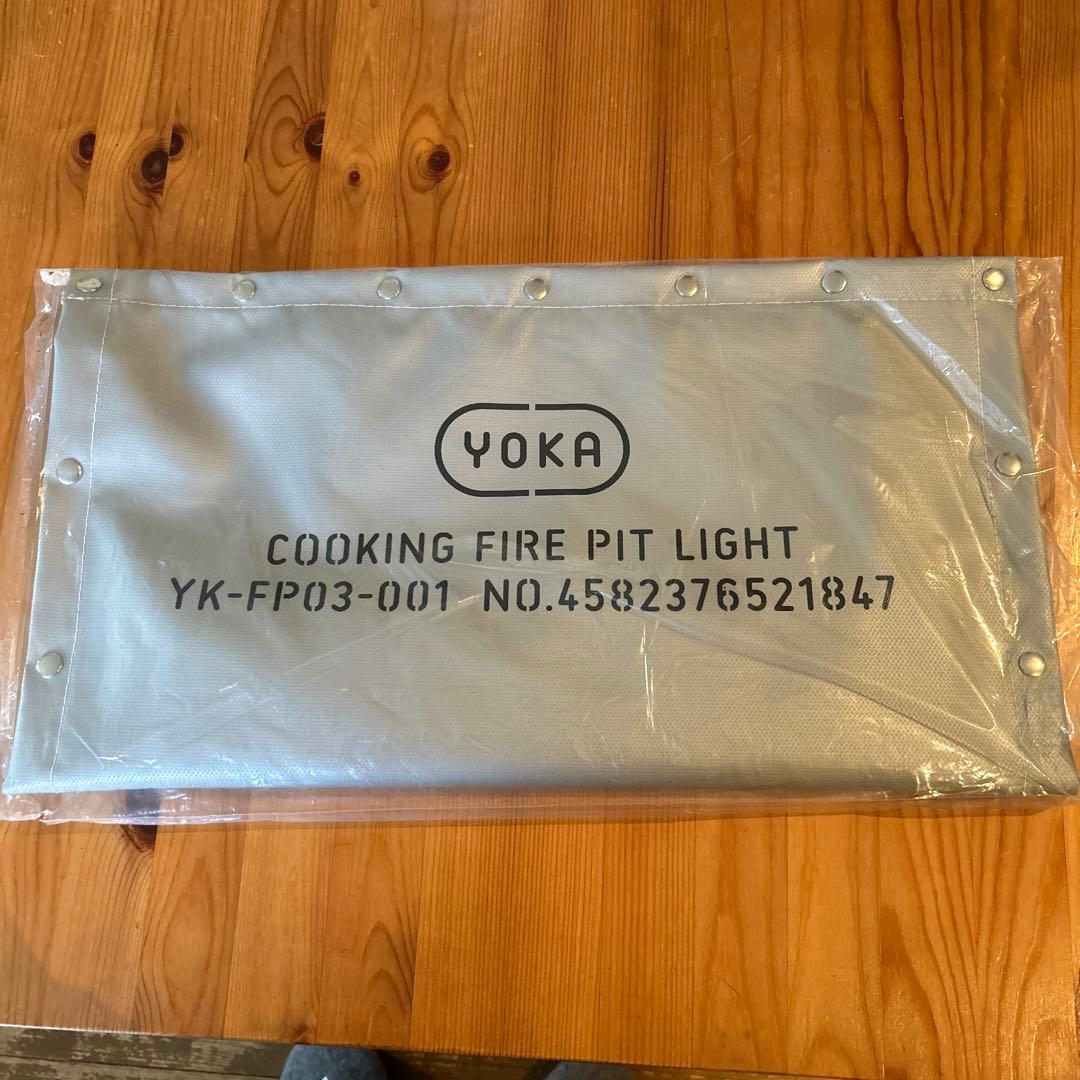 YOKA
COOKING FIRE PIT LIGHT
YK-FP03-001 NO.4582376521847